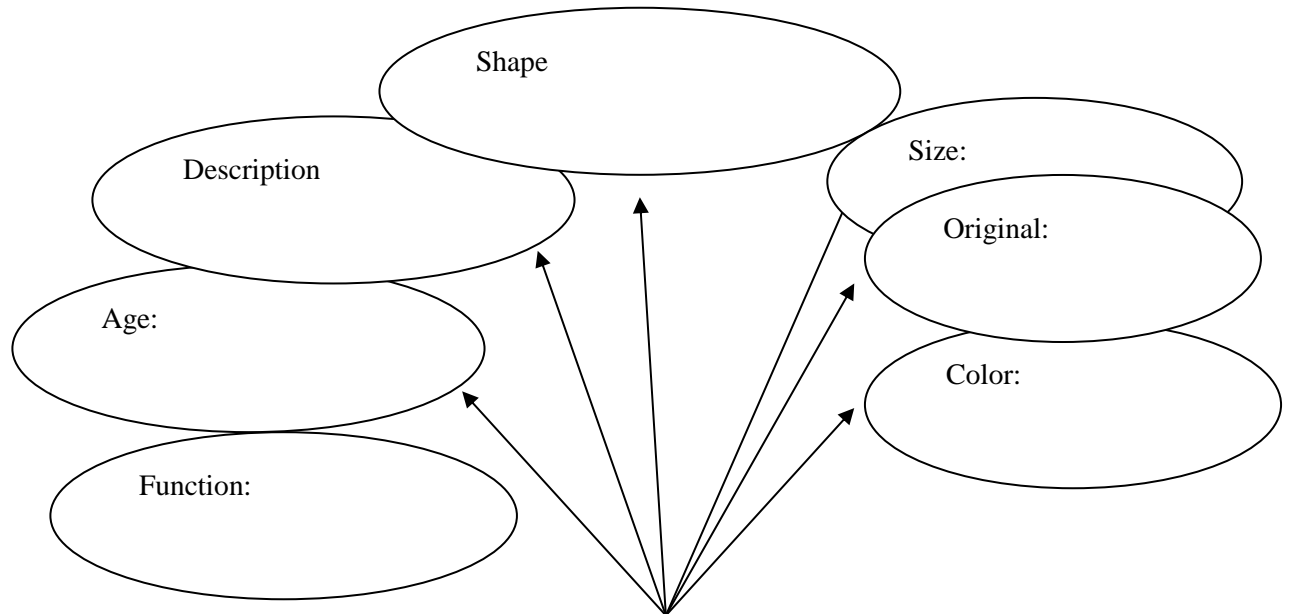 Shape
Description
Size:
Original:
Age:
Color:
Function: